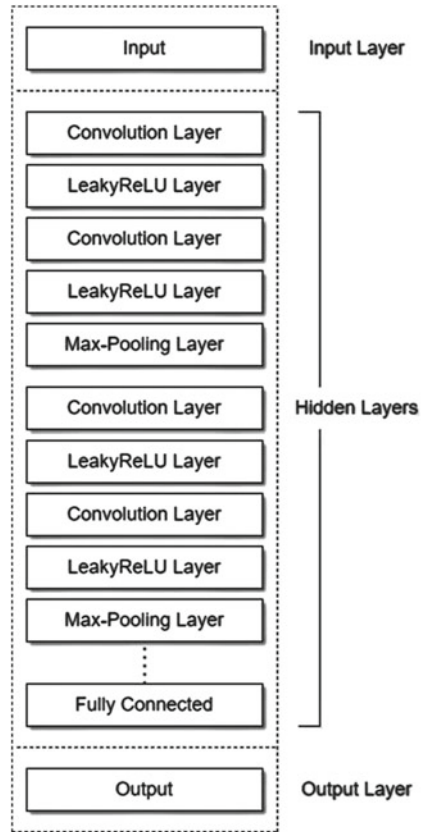 Input
Input Layer
Convolution Layer
LeakyReLU Layer
Convolution Layer
LeakyReLU Layer
Max-Pooling Layer
Convolution Layer
Hidden Layers
LeakyReLU Layer
Convolution Layer
LeakyReLU Layer
Max-Pooling Layer
Fully Connected
Output
Output Layer